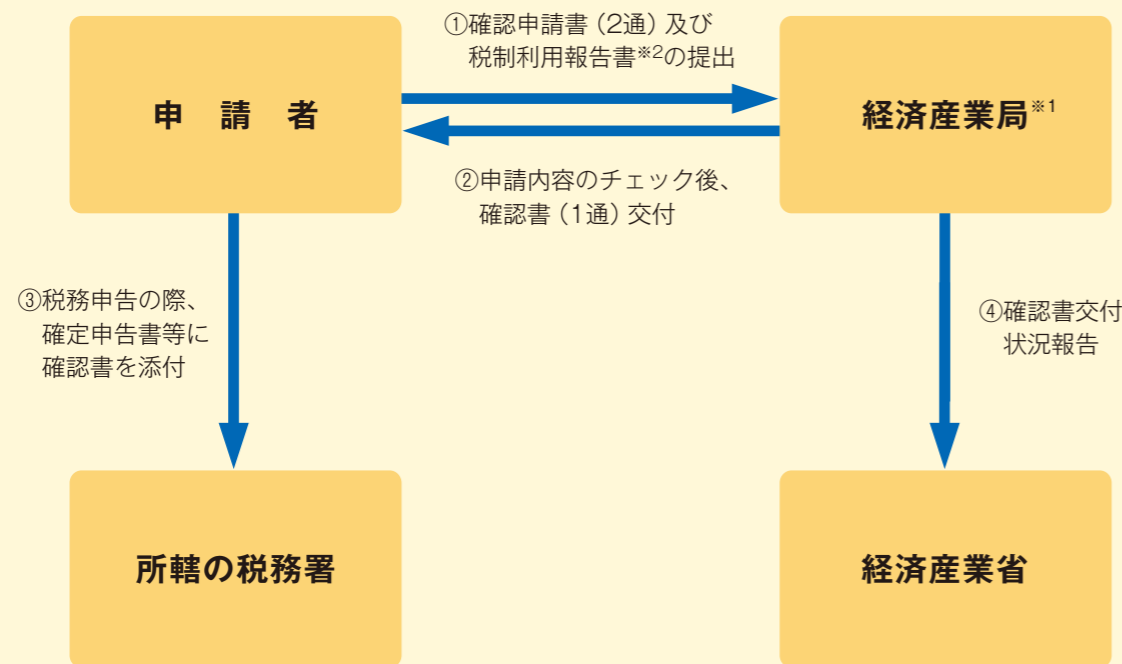 ①確認申請書（2通）及び
税制利用報告書※2の提出
申　請　者
経済産業局※1
②申請内容のチェック後、
確認書（1通）交付
③税務申告の際、
確定申告書等に
確認書を添付
④確認書交付
状況報告
所轄の税務署
経済産業省